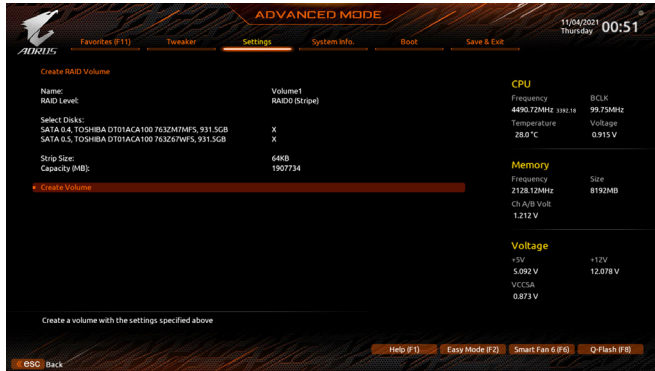 ADVANCED MODE
11/04/2021 Thursday 00:51
AORUS
Favorites (F11) Tweaker Settings System Info. Boot Save & Exit
Create RAID Volume
Name: Volume1
RAID Level: RAID0 (Stripe)
Select Disks:
SATA 0.4, TOSHIBA DT01ACA100 763ZM7MFS, 931.5GB X
SATA 0.5, TOSHIBA DT01ACA100 763Z67WFS, 931.5GB X
Strip Size: 64KB
Capacity (MB): 1907734
Create Volume
CPU
Frequency BCLK
4490.72MHz 3392.18 99.75MHz
Temperature Voltage
28.0 °C 0.915 V
Memory
Frequency Size
2128.12MHz 8192MB
Ch A/B Volt
1.212 V
Voltage
+5V +12V
5.092 V 12.078 V
VCCSA
0.873 V
Create a volume with the settings specified above
Help (F1) Easy Mode (F2) Smart Fan 6 (F6) Q-Flash (F8)
esc Back